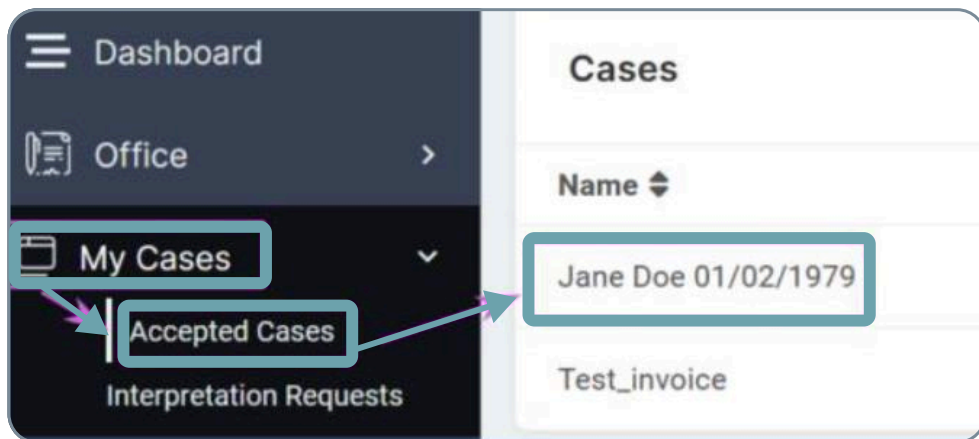 Dashboard
Office
My Cases
Accepted Cases
Interpretation Requests
Cases
Name
Jane Doe 01/02/1979
Test_invoice